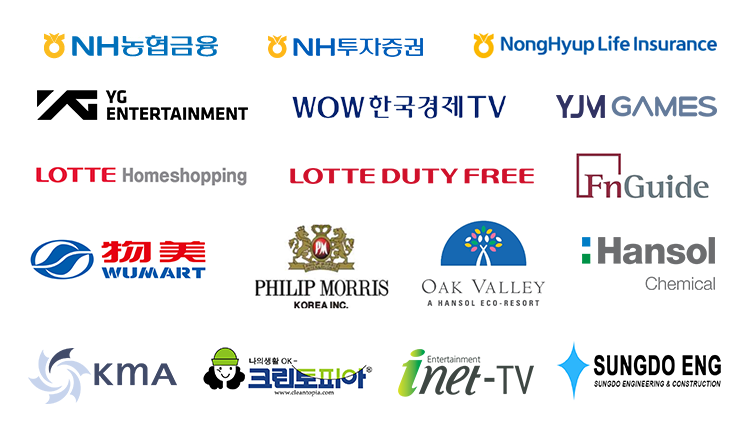 NH농협금융
NH투자증권
NongHyup Life Insurance
YG
ENTERTAINMENT
WOW한국경제TV
YJM GAMES
LOTTE Homeshopping
LOTTE DUTY FREE
FnGuide
物美
WUMART
PM
PHILIP MORRIS
KOREA INC.
OAK VALLEY
A HANSOL ECO-RESORT
Hansol
Chemical
KMA
나의생활 OK~
크린토피아®
www.cleantopia.com
Entertainment
inet-TV
SUNGDO ENG
SUNGDO ENGINEERING & CONSTRUCTION